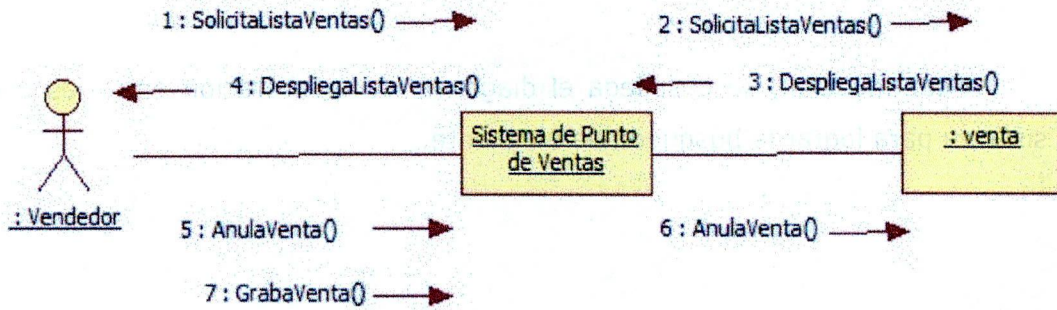 1 : SolicitaListaVentas()
2 : SolicitaListaVentas()
4 : DespliegaListaVentas()
3 : DespliegaListaVentas()
Sistema de Punto
de Ventas
: venta
: Vendedor
5 : AnulaVenta()
6 : AnulaVenta()
7 : GrabaVenta()